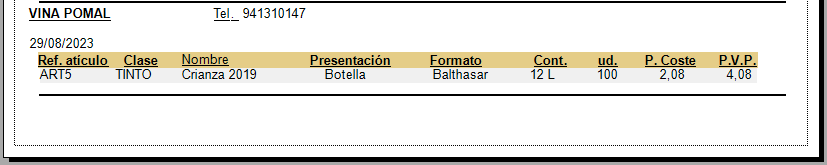 VINA POMAL Tel. 941310147
29/08/2023
Ref. atículo Clase Nombre Presentación Formato Cont. ud. P. Coste P.V.P.
ART5 TINTO Crianza 2019 Botella Balthasar 12 L 100 2,08 4,08